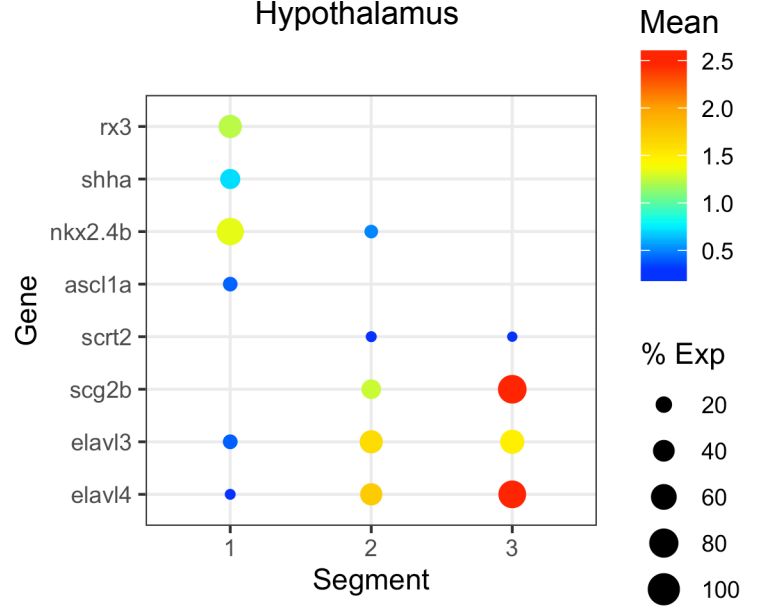 Hypothalamus
Gene
rx3
shha
nkx2.4b
ascl1a
scrt2
scg2b
elavl3
elavl4
1 2 3
Segment
Mean
2.5
2.0
1.5
1.0
0.5
% Exp
20
40
60
80
100